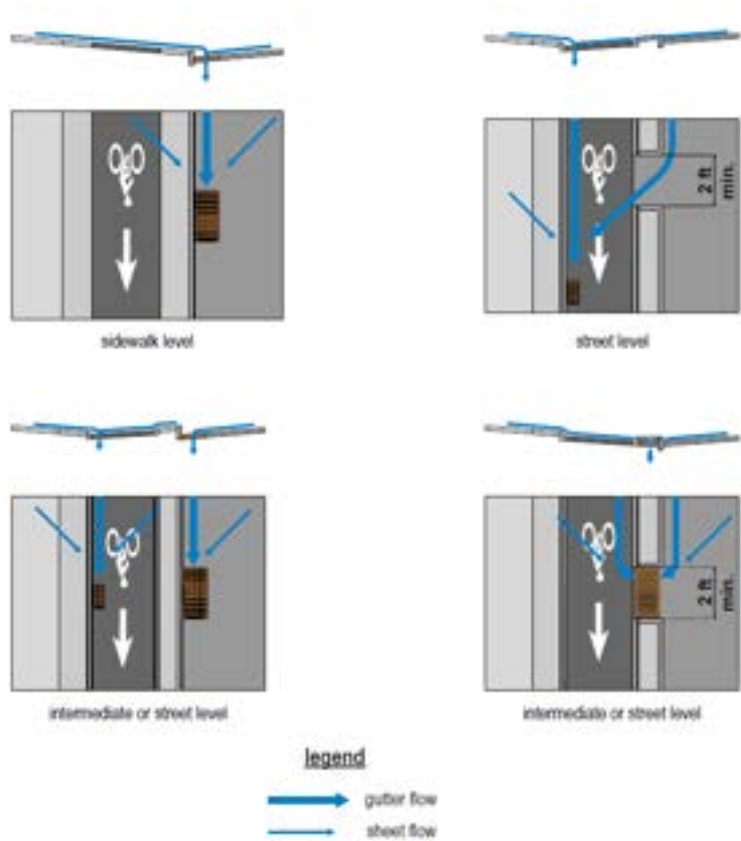 2 ft
min.
sidewalk level
street level
2 ft
min.
intermediate or street level
intermediate or street level
legend
gutter flow
sheet flow